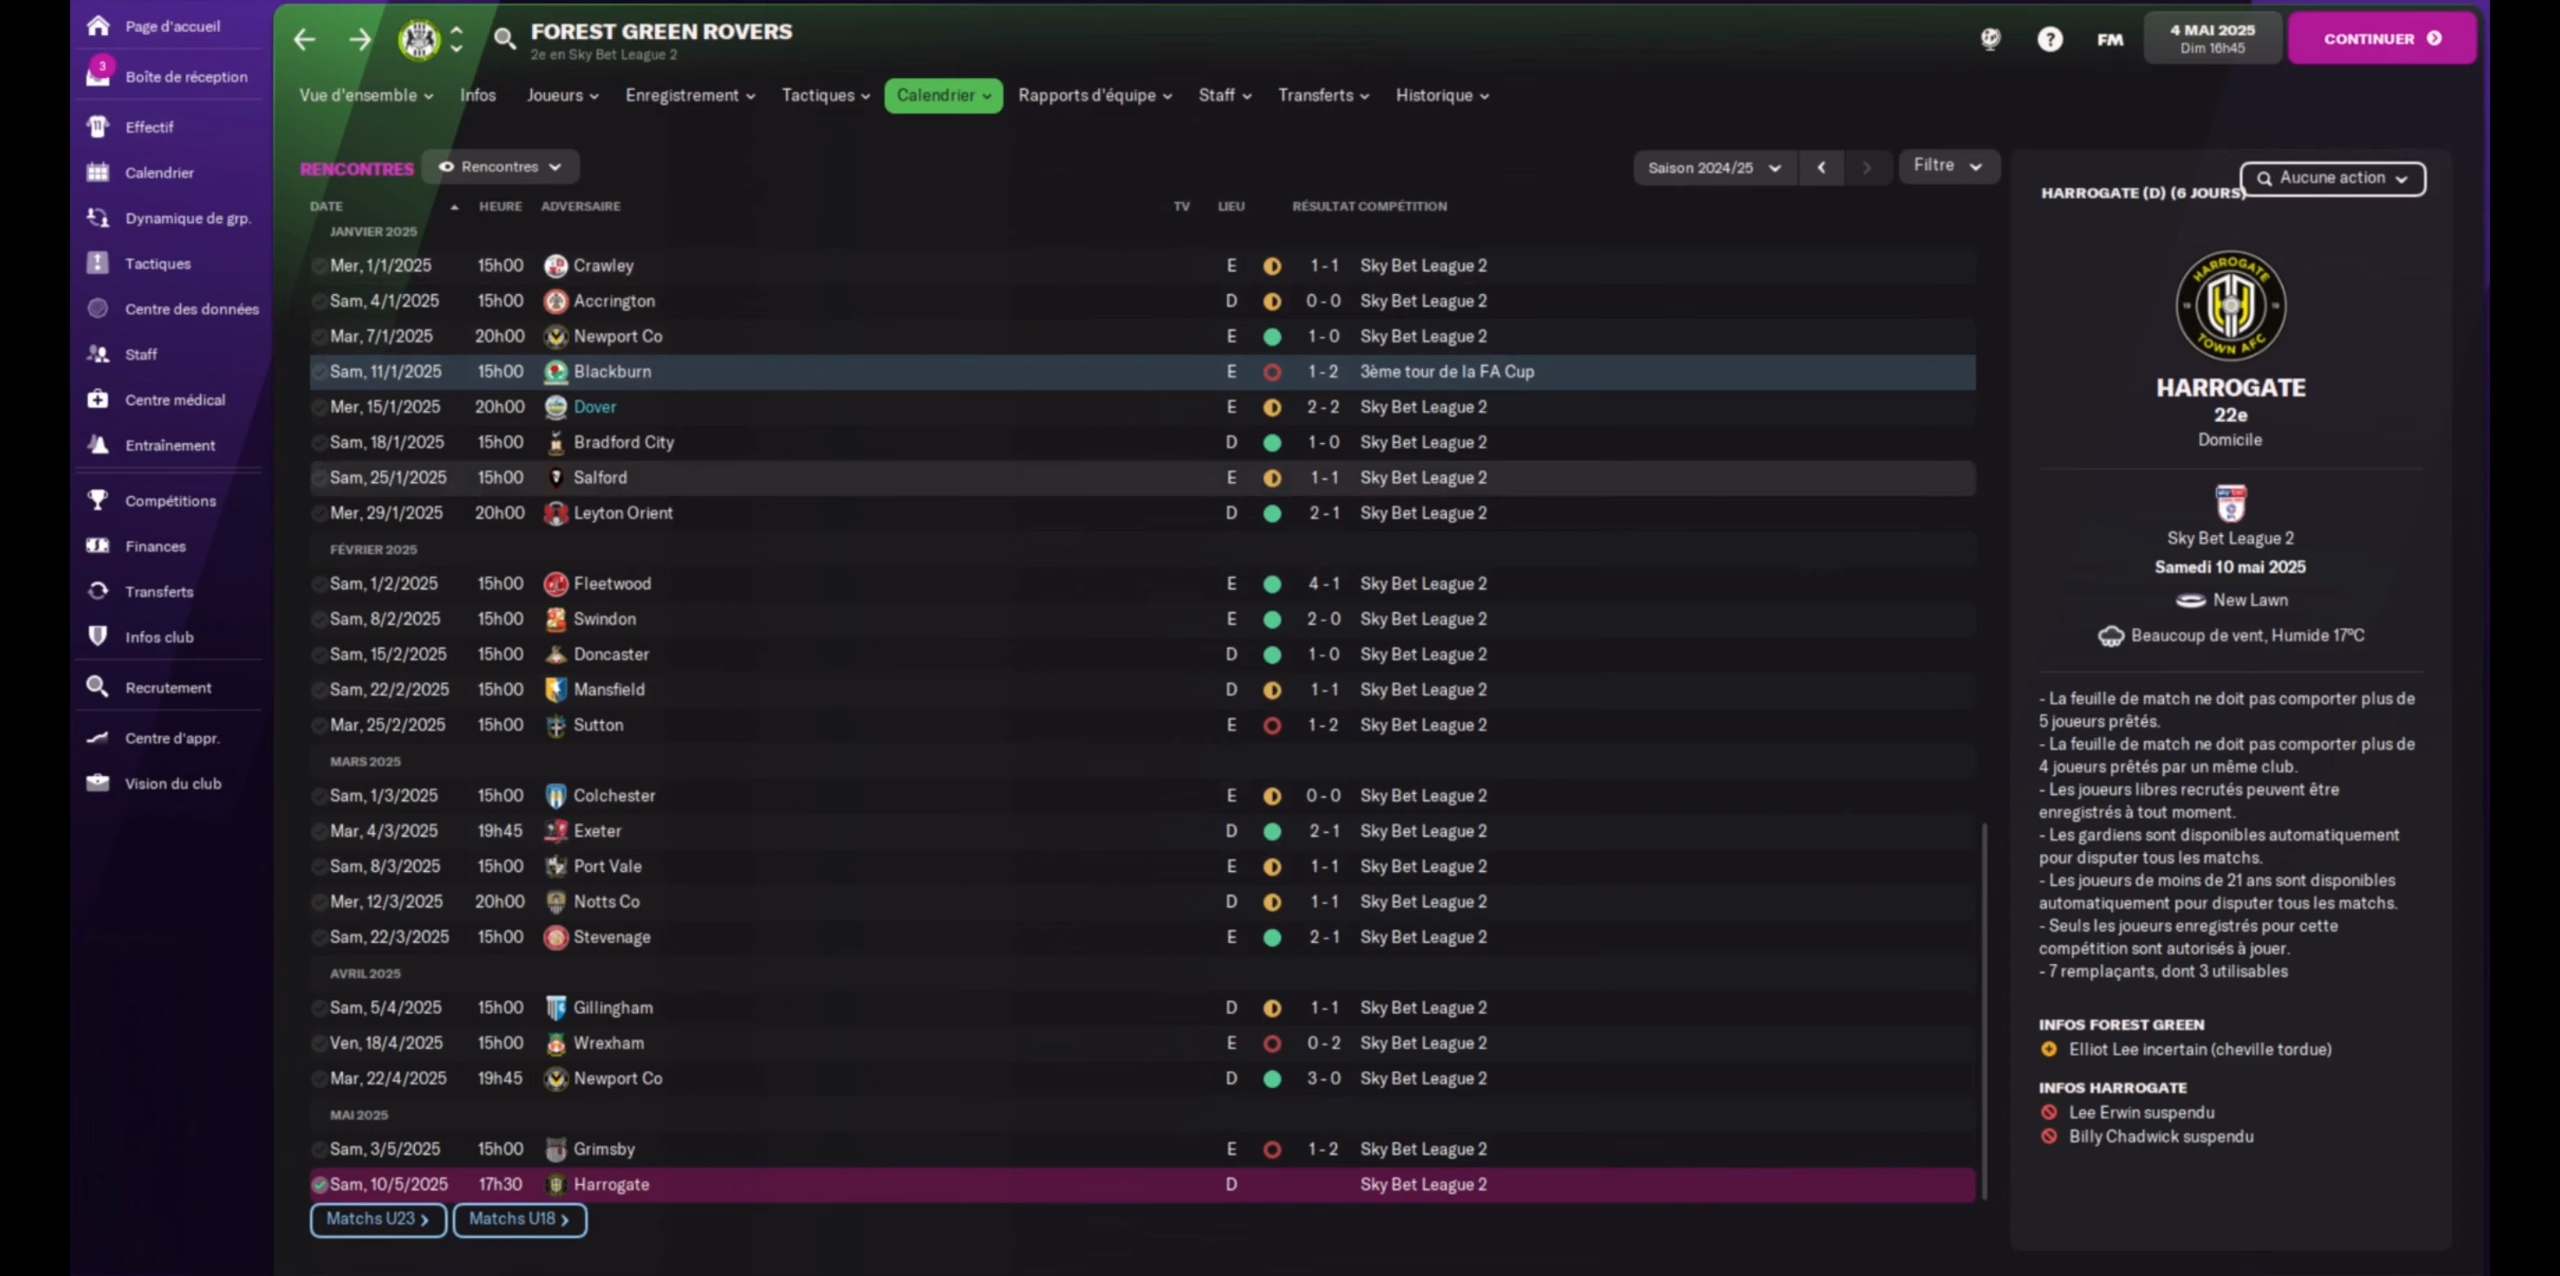 Page d'accueil
3
Boîte de réception
Effectif
Calendrier
Dynamique de grp.
Tactiques
Centre des données
Staff
Centre médical
Entraînement
Compétitions
Finances
Transferts
Infos club
Recrutement
Centre d'appr.
Vision du club
FOREST GREEN ROVERS
2e en Sky Bet League 2
FM
4 MAI 2025
Dim 16h45
CONTINUER
Vue d'ensemble Infos Joueurs Enregistrement Tactiques Calendrier Rapports d'équipe Staff Transferts Historique
RENCONTRES Rencontres Saison 2024/25 Filtre
DATE HEURE ADVERSAIRE TV LIEU RÉSULTAT COMPÉTITION
JANVIER 2025
Mer, 1/1/2025 15h00 Crawley E 1 - 1 Sky Bet League 2
Sam, 4/1/2025 15h00 Accrington D 0 - 0 Sky Bet League 2
Mar, 7/1/2025 20h00 Newport Co E 1 - 0 Sky Bet League 2
Sam, 11/1/2025 15h00 Blackburn E 1 - 2 3ème tour de la FA Cup
Mer, 15/1/2025 20h00 Dover E 2 - 2 Sky Bet League 2
Sam, 18/1/2025 15h00 Bradford City D 1 - 0 Sky Bet League 2
Sam, 25/1/2025 15h00 Salford E 1 - 1 Sky Bet League 2
Mer, 29/1/2025 20h00 Leyton Orient D 2 - 1 Sky Bet League 2
FÉVRIER 2025
Sam, 1/2/2025 15h00 Fleetwood E 4 - 1 Sky Bet League 2
Sam, 8/2/2025 15h00 Swindon E 2 - 0 Sky Bet League 2
Sam, 15/2/2025 15h00 Doncaster D 1 - 0 Sky Bet League 2
Sam, 22/2/2025 15h00 Mansfield D 1 - 1 Sky Bet League 2
Mar, 25/2/2025 15h00 Sutton E 1 - 2 Sky Bet League 2
MARS 2025
Sam, 1/3/2025 15h00 Colchester E 0 - 0 Sky Bet League 2
Mar, 4/3/2025 19h45 Exeter D 2 - 1 Sky Bet League 2
Sam, 8/3/2025 15h00 Port Vale E 1 - 1 Sky Bet League 2
Mer, 12/3/2025 20h00 Notts Co D 1 - 1 Sky Bet League 2
Sam, 22/3/2025 15h00 Stevenage E 2 - 1 Sky Bet League 2
AVRIL 2025
Sam, 5/4/2025 15h00 Gillingham D 1 - 1 Sky Bet League 2
Ven, 18/4/2025 15h00 Wrexham E 0 - 2 Sky Bet League 2
Mar, 22/4/2025 19h45 Newport Co D 3 - 0 Sky Bet League 2
MAI 2025
Sam, 3/5/2025 15h00 Grimsby E 1 - 2 Sky Bet League 2
Sam, 10/5/2025 17h30 Harrogate D Sky Bet League 2
Matchs U23 Matchs U18
HARROGATE (D) (6 JOURS)
Aucune action
HARROGATE
TOWN AFC
HARROGATE
22e
Domicile
Sky Bet League 2
Samedi 10 mai 2025
New Lawn
Beaucoup de vent, Humide 17°C
- La feuille de match ne doit pas comporter plus de
5 joueurs prêtés.
- La feuille de match ne doit pas comporter plus de
4 joueurs prêtés par un même club.
- Les joueurs libres recrutés peuvent être
enregistrés à tout moment.
- Les gardiens sont disponibles automatiquement
pour disputer tous les matchs.
- Les joueurs de moins de 21 ans sont disponibles
automatiquement pour disputer tous les matchs.
- Seuls les joueurs enregistrés pour cette
compétition sont autorisés à jouer.
- 7 remplaçants, dont 3 utilisables
INFOS FOREST GREEN
Elliot Lee incertain (cheville tordue)
INFOS HARROGATE
Lee Erwin suspendu
Billy Chadwick suspendu